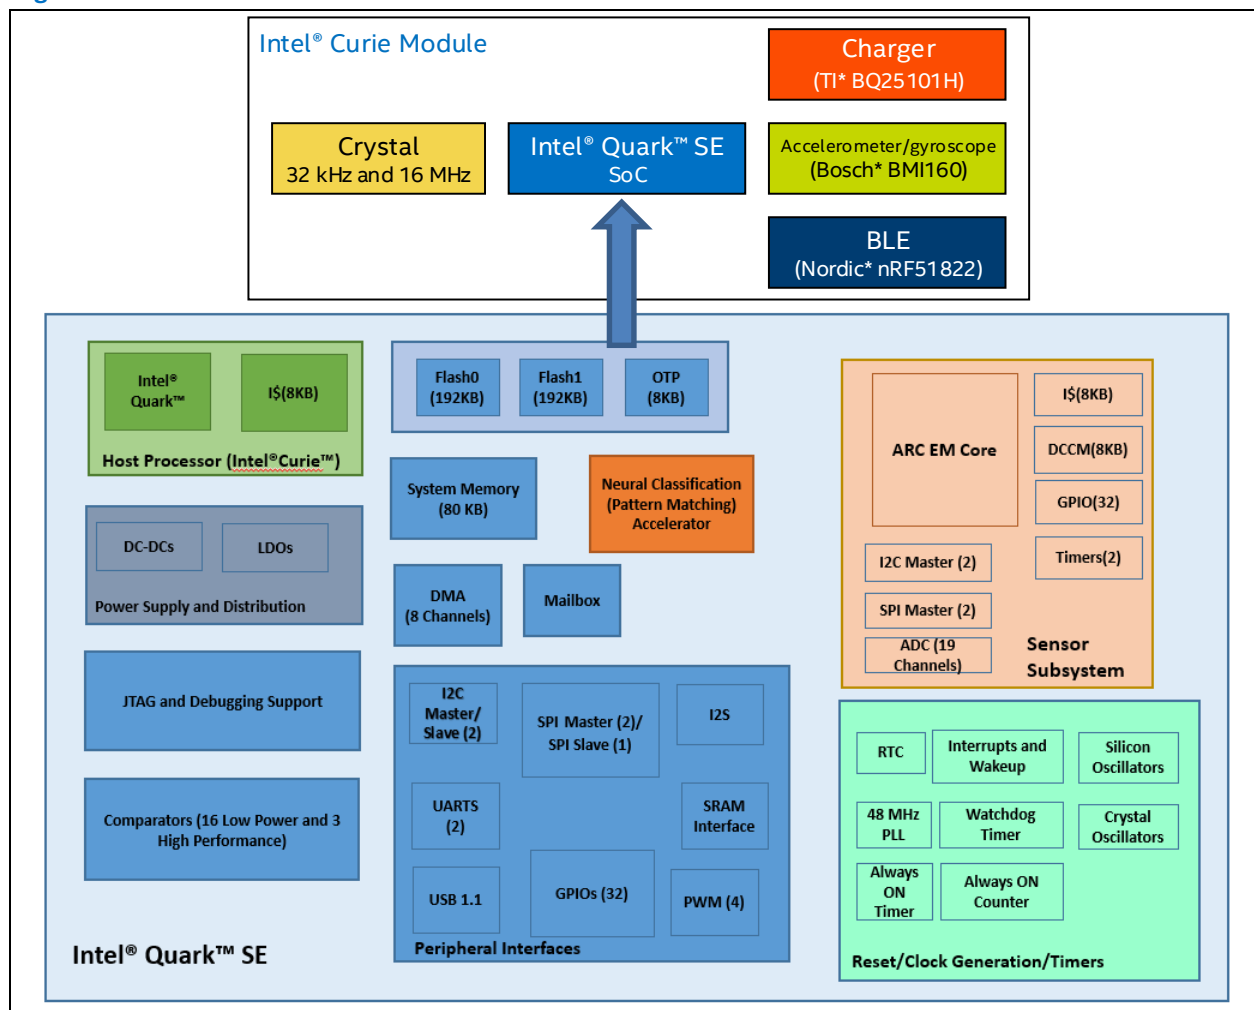 Intel® Curie Module
Charger
(TI* BQ25101H)
Crystal
32 kHz and 16 MHz
Intel® Quark™ SE
SoC
Accelerometer/gyroscope
(Bosch* BMI160)
BLE
(Nordic* nRF51822)
Intel®
Quark™
I$(8KB)
Host Processor (Intel®Curie™)
Flash0
(192KB)
Flash1
(192KB)
OTP
(8KB)
ARC EM Core
I$(8KB)
DCCM(8KB)
GPIO(32)
Timers(2)
I2C Master (2)
SPI Master (2)
ADC (19
Channels)
Sensor
Subsystem
System Memory
(80 KB)
Neural Classification
(Pattern Matching)
Accelerator
DC-DCs
LDOs
Power Supply and Distribution
DMA
(8 Channels)
Mailbox
JTAG and Debugging Support
Comparators (16 Low Power and 3
High Performance)
I2C
Master/
Slave (2)
SPI Master (2)/
SPI Slave (1)
I2S
UARTS
(2)
SRAM
Interface
USB 1.1
GPIOs (32)
PWM (4)
Peripheral Interfaces
RTC
Interrupts and
Wakeup
Silicon
Oscillators
48 MHz
PLL
Watchdog
Timer
Crystal
Oscillators
Always
ON
Timer
Always ON
Counter
Reset/Clock Generation/Timers
Intel® Quark™ SE